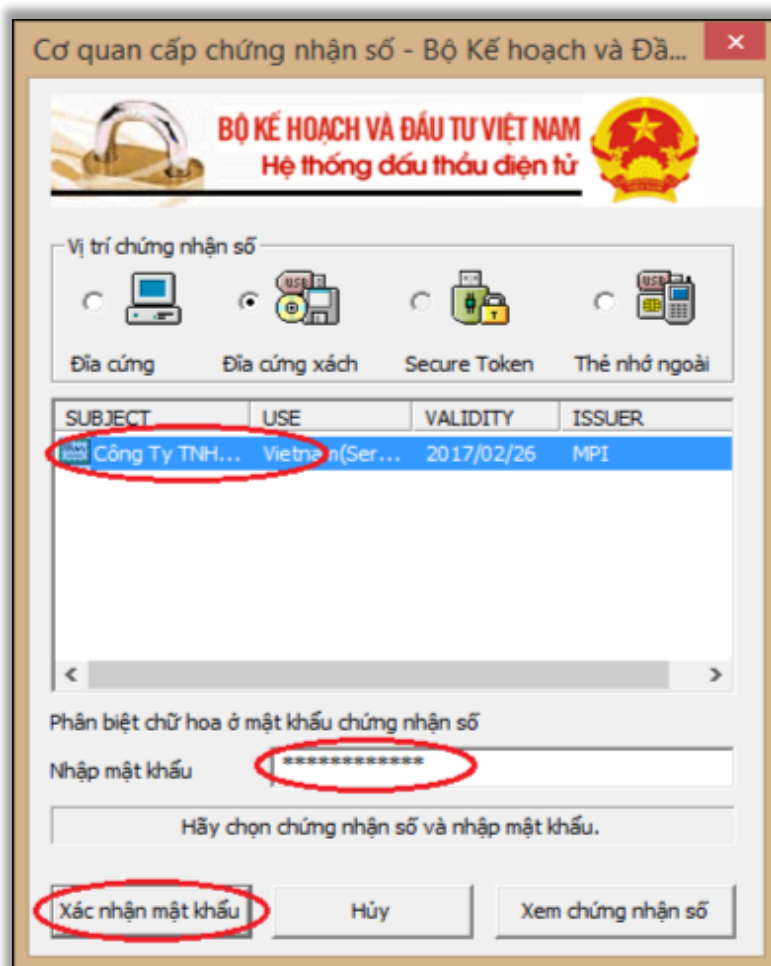 Cơ quan cấp chứng nhận số - Bộ Kế hoạch và Đầ...
BỘ KẾ HOẠCH VÀ ĐẦU TƯ VIỆT NAM
Hệ thống đấu thầu điện tử
Vị trí chứng nhận số
Đĩa cứng Đĩa cứng xách Secure Token Thẻ nhớ ngoài
SUBJECT USE VALIDITY ISSUER
Công Ty TNH... Vietnam(Ser... 2017/02/26 MPI
Phân biệt chữ hoa ở mật khẩu chứng nhận số
Nhập mật khẩu ************
Hãy chọn chứng nhận số và nhập mật khẩu.
Xác nhận mật khẩu Hủy Xem chứng nhận số